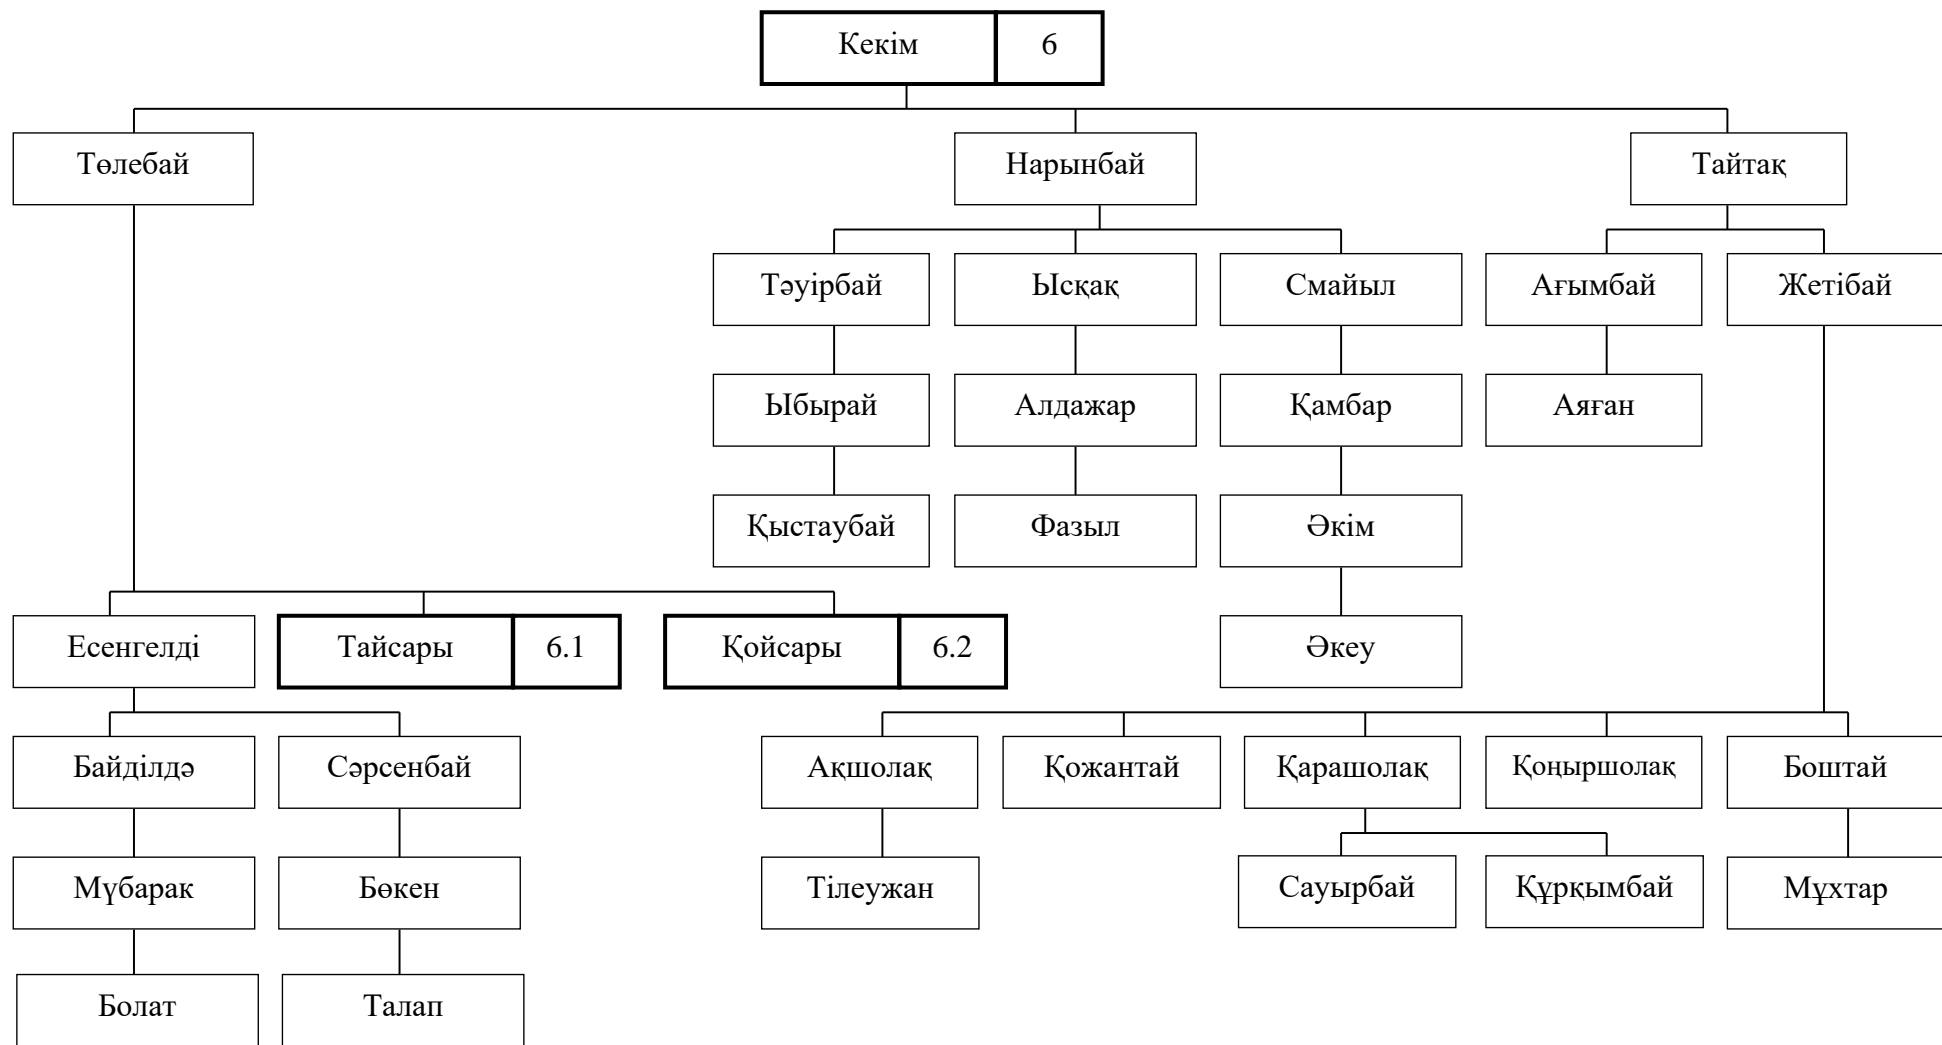 Кекім 6
Төлебай Нарынбай Тайтақ
Тәуірбай Ысқақ Смайыл Ағымбай Жетібай
Ыбырай Алдажар Қамбар Аяған
Қыстаубай Фазыл Әкім
Есенгелді Тайсары 6.1 Қойсары 6.2 Әкеу
Байділдә Сәрсенбай Ақшолақ Қожантай Қарашолақ Қоңыршолақ Боштай
Мүбарак Бөкен Тілеужан Сауырбай Құрқымбай Мұхтар
Болат Талап